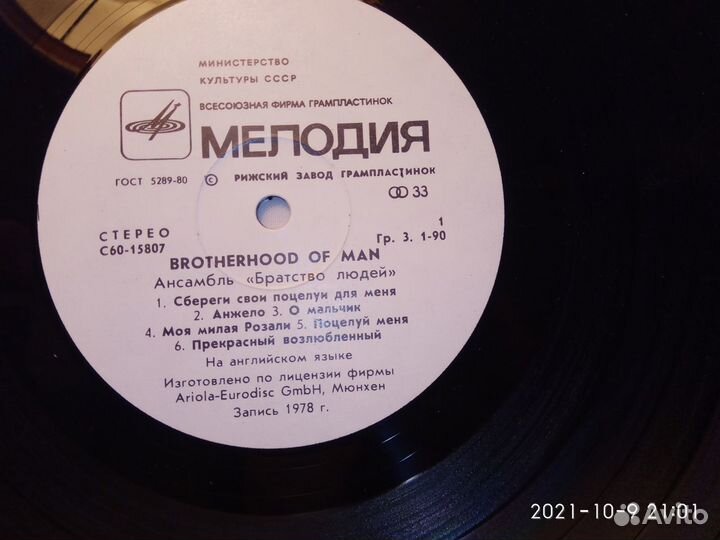 МИНИСТЕРСТВО
КУЛЬТУРЫ СССР
ВСЕСОЮЗНАЯ ФИРМА ГРАМПЛАСТИНОК
МЕЛОДИЯ
ГОСТ 5289-80 © РИЖСКИЙ ЗАВОД ГРАМПЛАСТИНОК
33
СТЕРЕО 1
С60-15807 Гр. 3. 1-90
BROTHERHOOD OF MAN
Ансамбль «Братство людей»
1. Сбереги свои поцелуи для меня
2. Анжело 3. О мальчик
4. Моя милая Розали 5. Поцелуй меня
6. Прекрасный возлюбленный
На английском языке
Изготовлено по лицензии фирмы
Ariola-Eurodisc GmbH, Мюнхен
Запись 1978 г.
2021-10-9 21:01
Avito